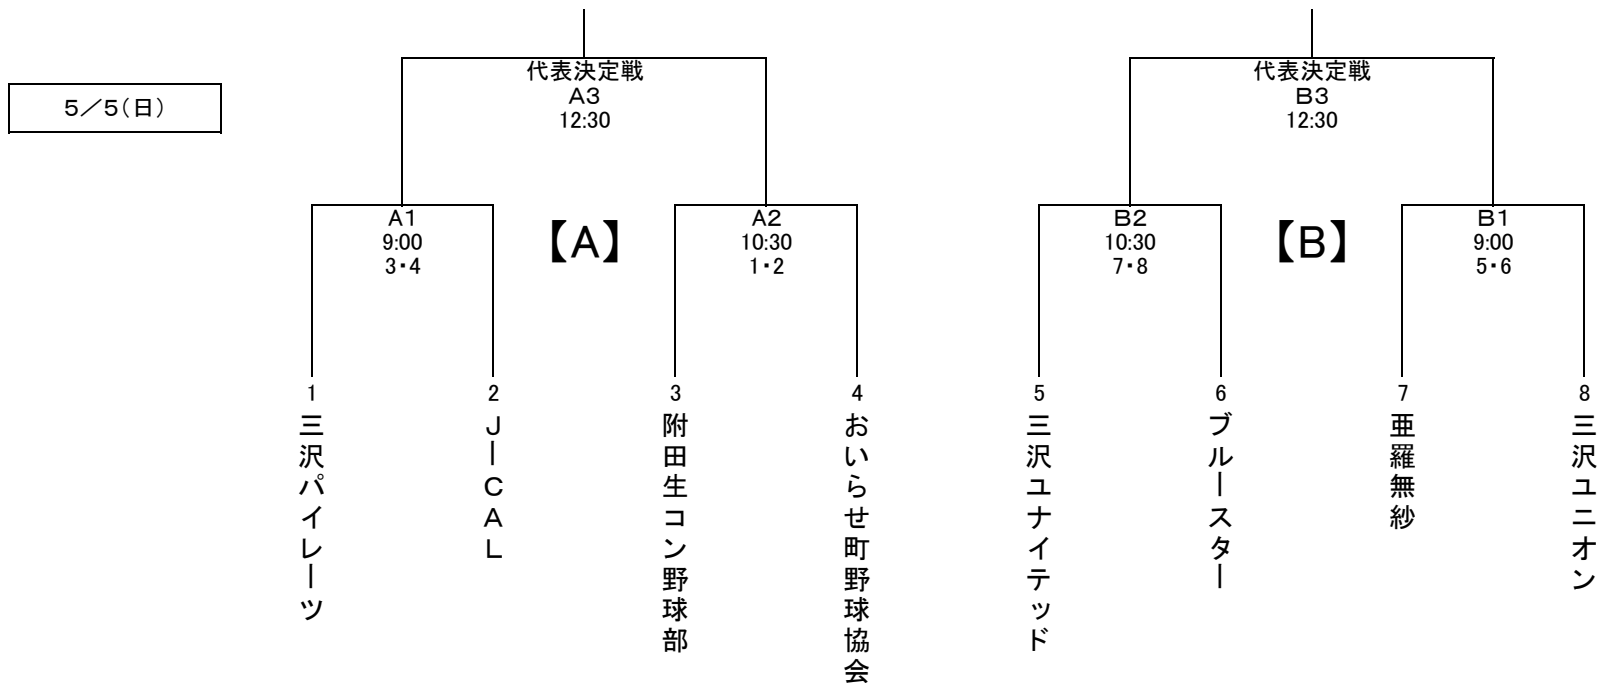 代表決定戦
A3
12:30
代表決定戦
B3
12:30
5／5(日)
A1
9:00
3・4
【A】
A2
10:30
1・2
B2
10:30
7・8
【B】
B1
9:00
5・6
1
三沢パイレーツ
2
J－CAL
3
附田生コン野球部
4
おいらせ町野球協会
5
三沢ユナイテッド
6
ブルースター
7
亜羅無紗
8
三沢ユニオン